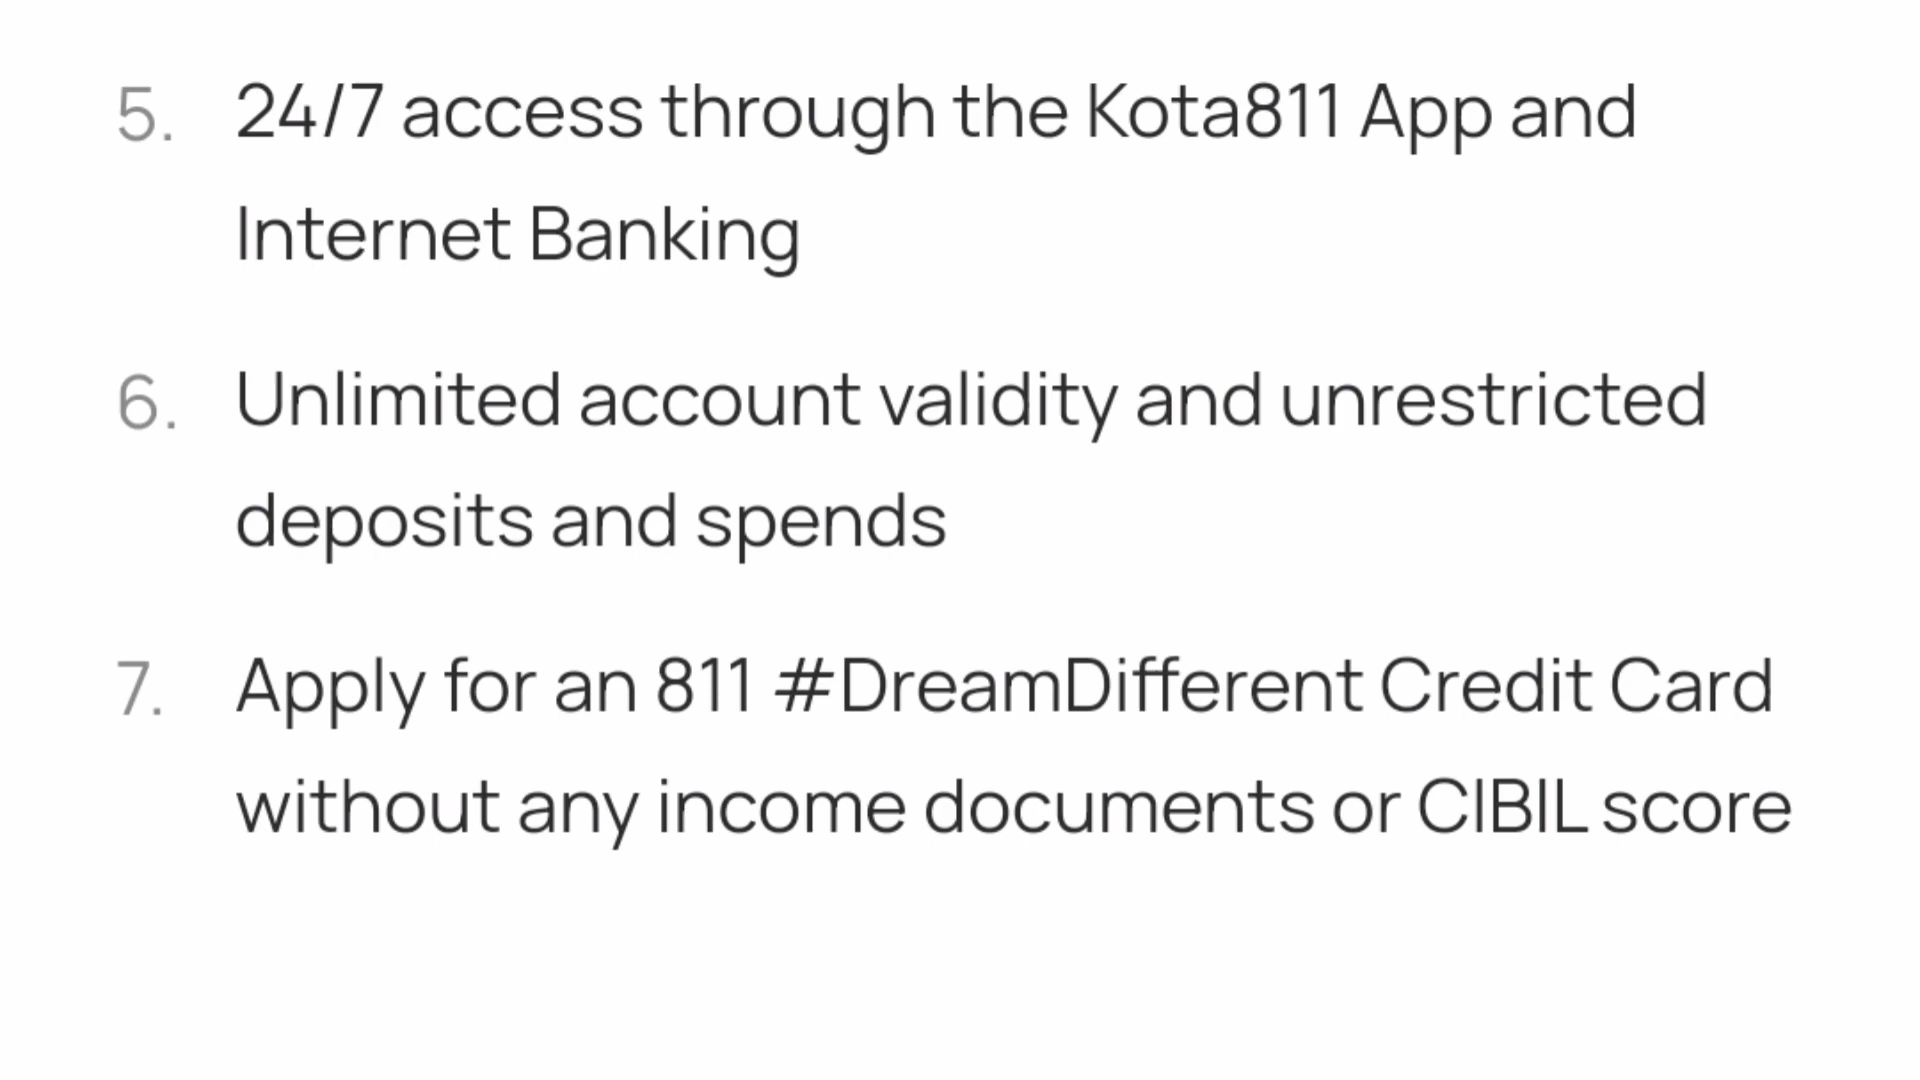 5. 24/7 access through the Kota811 App and
Internet Banking
6. Unlimited account validity and unrestricted
deposits and spends
7. Apply for an 811 #DreamDifferent Credit Card
without any income documents or CIBIL score